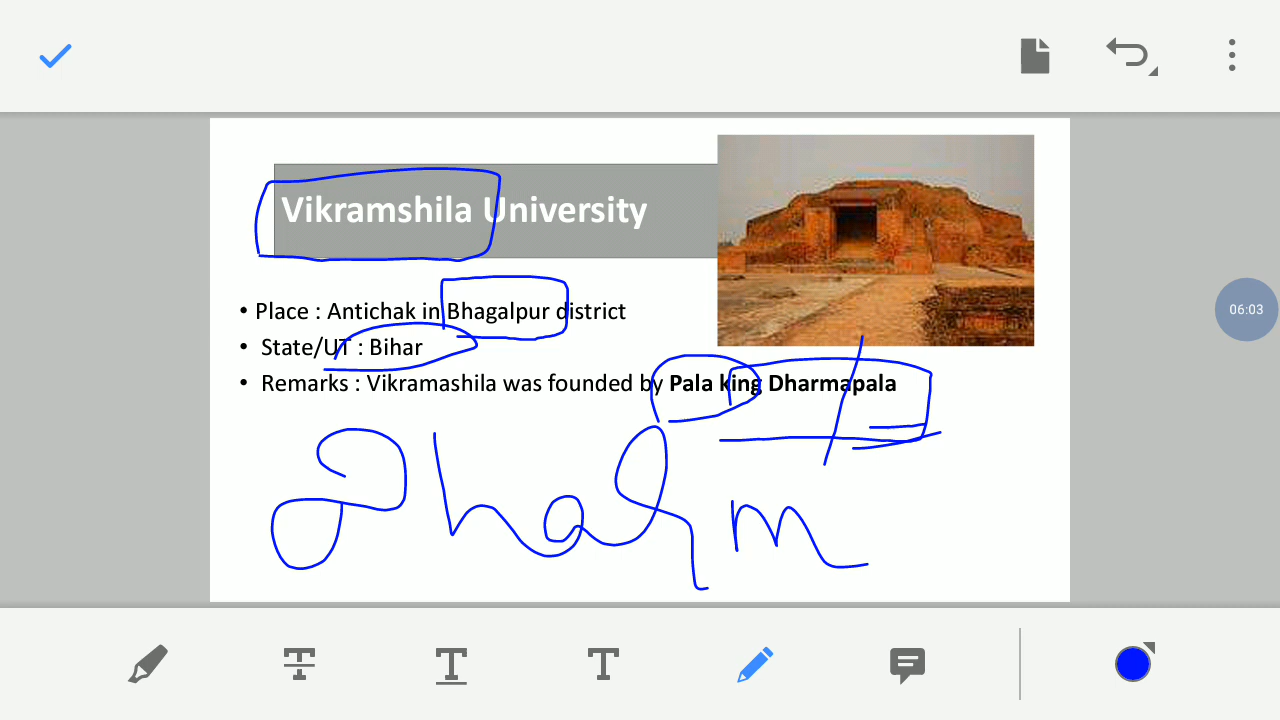 06:03
Vikramshila University
• Place : Antichak in Bhagalpur district
• State/UT : Bihar
• Remarks : Vikramashila was founded by Pala king Dharmapala
Dharm